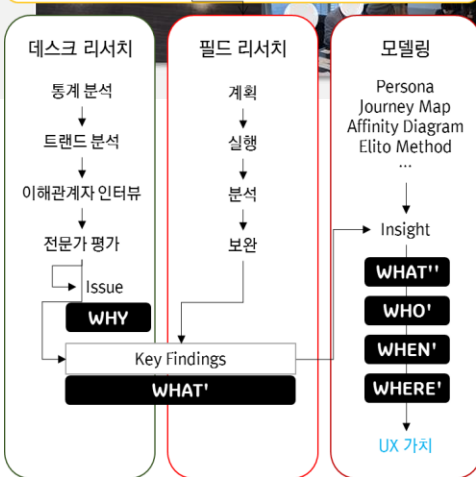 데스크 리서치
통계 분석
트랜드 분석
이해관계자 인터뷰
전문가 평가
Issue
WHY
필드 리서치
계획
실행
분석
보완
Key Findings
WHAT'
모델링
Persona
Journey Map
Affinity Diagram
Elito Method
...
Insight
WHAT''
WHO'
WHEN'
WHERE'
UX 가치